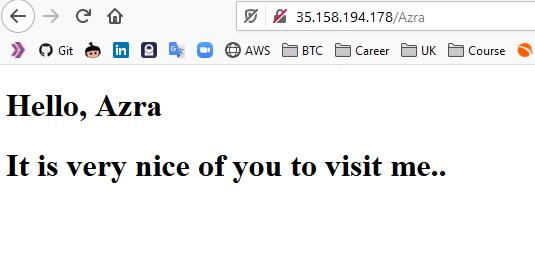 35.158.194.178/Azra
Git
in
AWS
BTC
Career
UK
Course
Hello, Azra
It is very nice of you to visit me..